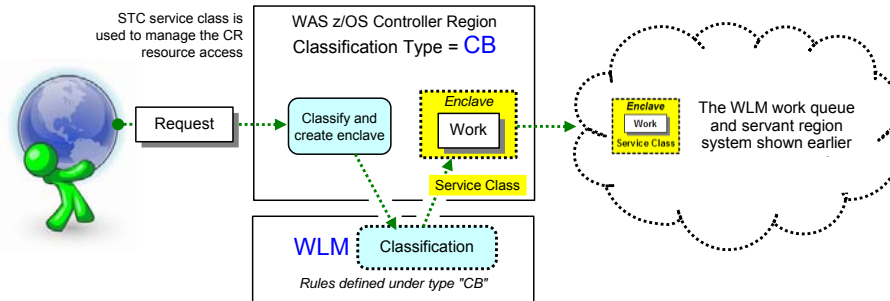 STC service class is
used to manage the CR
resource access
WAS z/OS Controller Region
Classification Type = CB
Request
Classify and
create enclave
Enclave
Work
Service Class
WLM
Classification
Rules defined under type "CB"
Enclave
Work
Service Class
The WLM work queue
and servant region
system shown earlier